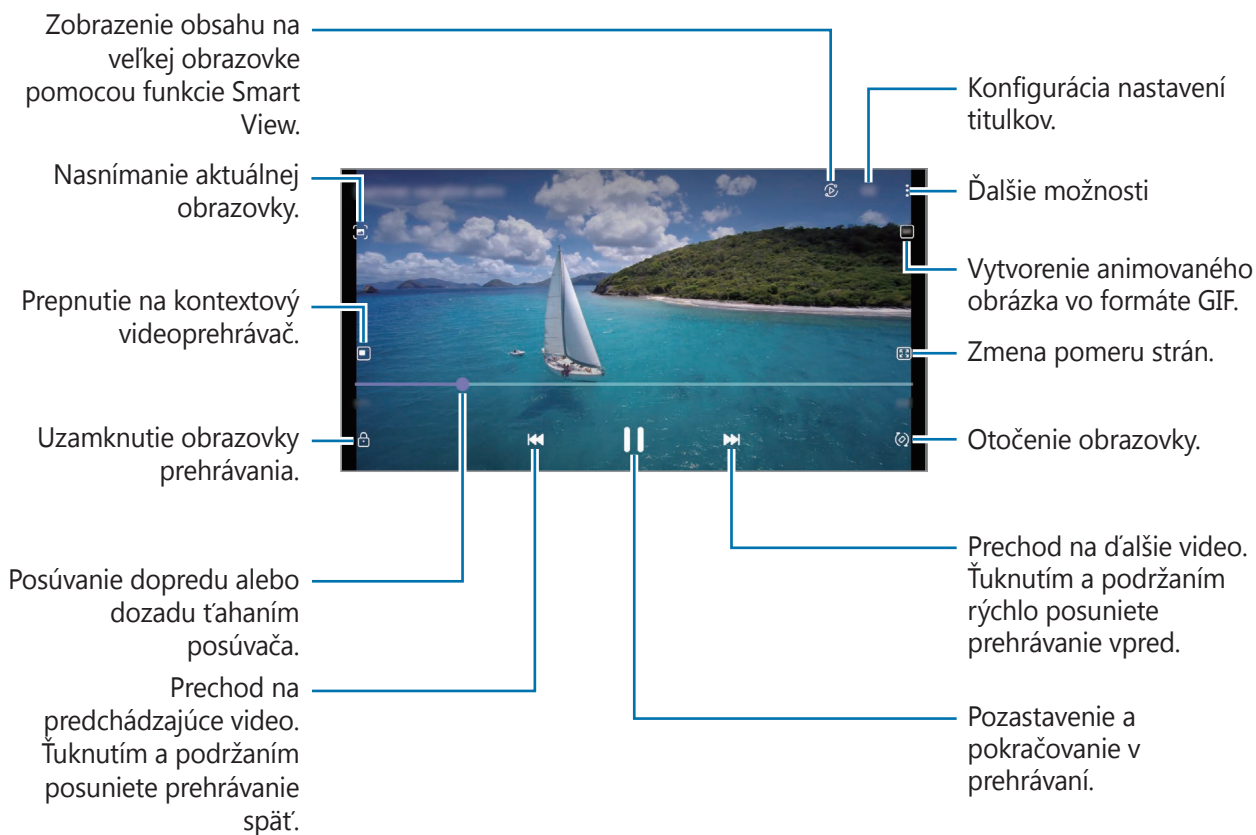 Zobrazenie obsahu na
veľkej obrazovke
pomocou funkcie Smart
View.
Nasnímanie aktuálnej
obrazovky.
Prepnutie na kontextový
videoprehrávač.
Uzamknutie obrazovky
prehrávania.
Posúvanie dopredu alebo
dozadu ťahaním
posúvača.
Prechod na
predchádzajúce video.
Ťuknutím a podržaním
posuniete prehrávanie
späť.
Konfigurácia nastavení
titulkov.
Ďalšie možnosti
Vytvorenie animovaného
obrázka vo formáte GIF.
Zmena pomeru strán.
Otočenie obrazovky.
Prechod na ďalšie video.
Ťuknutím a podržaním
rýchlo posuniete
prehrávanie vpred.
Pozastavenie a
pokračovanie v
prehrávaní.